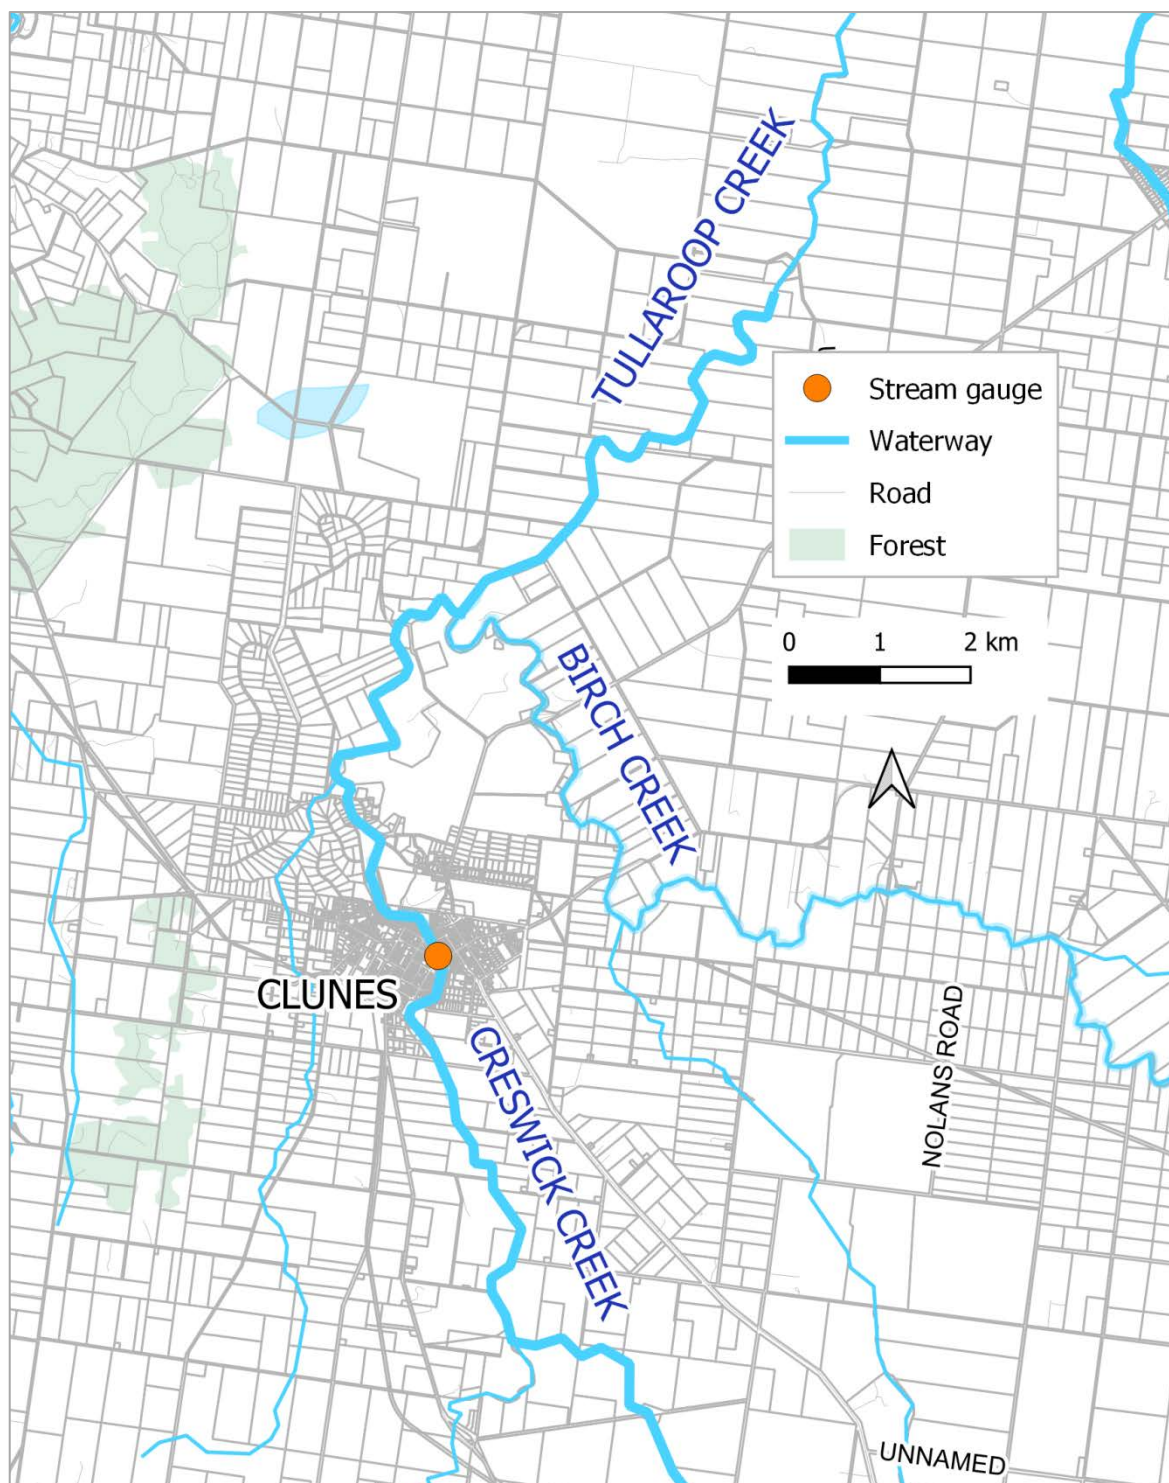 TULLAROOP CREEK
Stream gauge
Waterway
Road
Forest
0 1 2 km
BIRCH CREEK
CLUNES
NOLANS ROAD
CRESWICK CREEK
UNNAMED